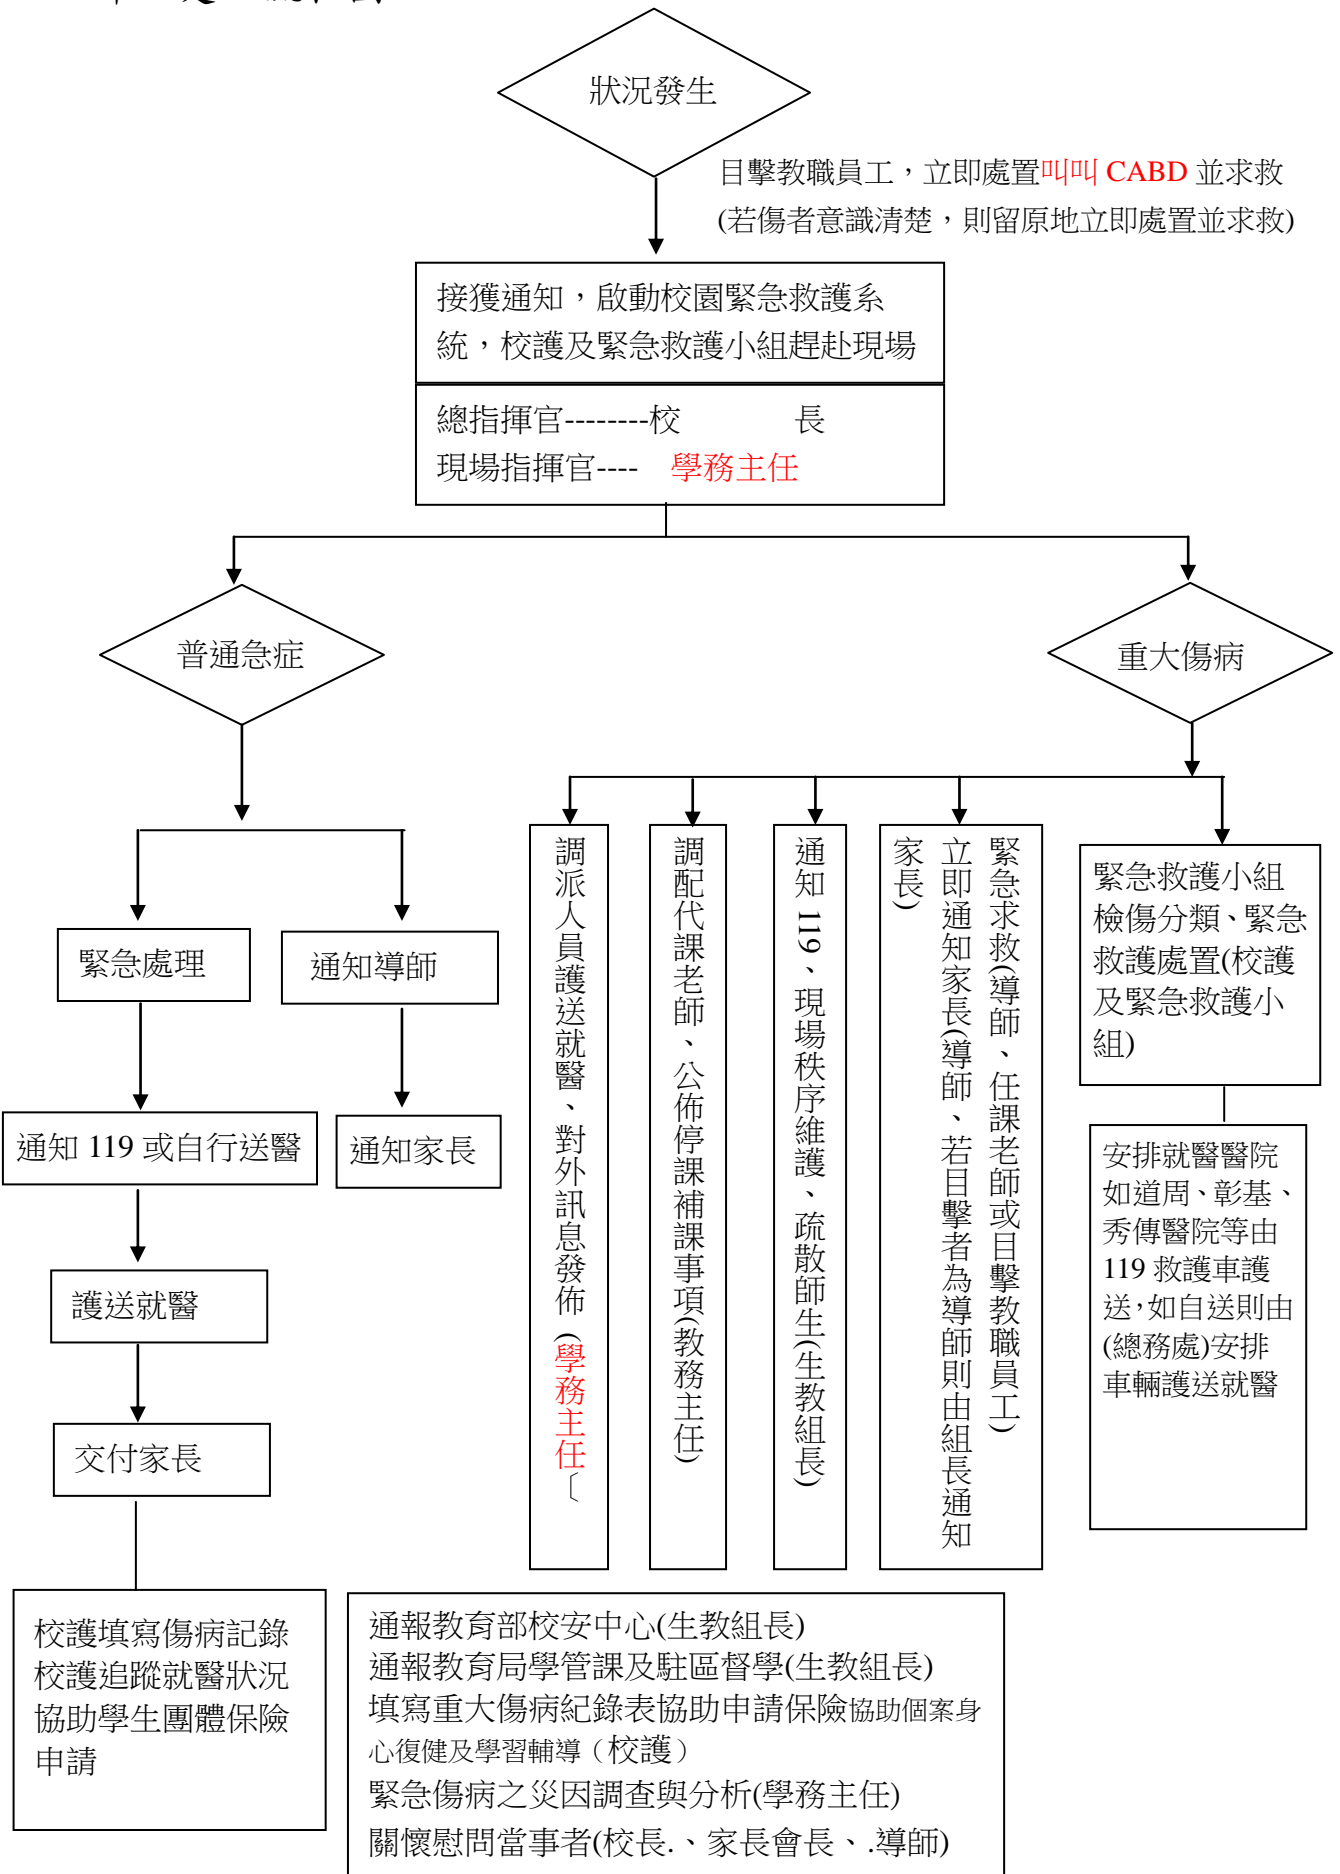 狀況發生
目擊教職員工，立即處置叫叫 CABD 並求救
(若傷者意識清楚，則留原地立即處置並求救)
接獲通知，啟動校園緊急救護系
統，校護及緊急救護小組趕赴現場
總指揮官--------校 長
現場指揮官---- 學務主任
普通急症
重大傷病
緊急處理
通知導師
通知 119 或自行送醫
通知家長
護送就醫
交付家長
校護填寫傷病記錄
校護追蹤就醫狀況
協助學生團體保險
申請
調派人員護送就醫、對外訊息發佈 (學務主任〔
調配代課老師、公佈停課補課事項(教務主任)
通知 119、現場秩序維護、疏散師生(生教組長)
緊急求救(導師、任課老師或目擊教職員工)
立即通知家長(導師、若目擊者為導師則由組長通知
家長)
緊急救護小組
檢傷分類、緊急
救護處置(校護
及緊急救護小
組)
安排就醫醫院
如道周、彰基、
秀傳醫院等由
119 救護車護
送，如自送則由
(總務處)安排
車輛護送就醫
通報教育部校安中心(生教組長)
通報教育局學管課及駐區督學(生教組長)
填寫重大傷病紀錄表協助申請保險協助個案身
心復健及學習輔導（校護）
緊急傷病之災因調查與分析(學務主任)
關懷慰問當事者(校長.、家長會長、.導師)